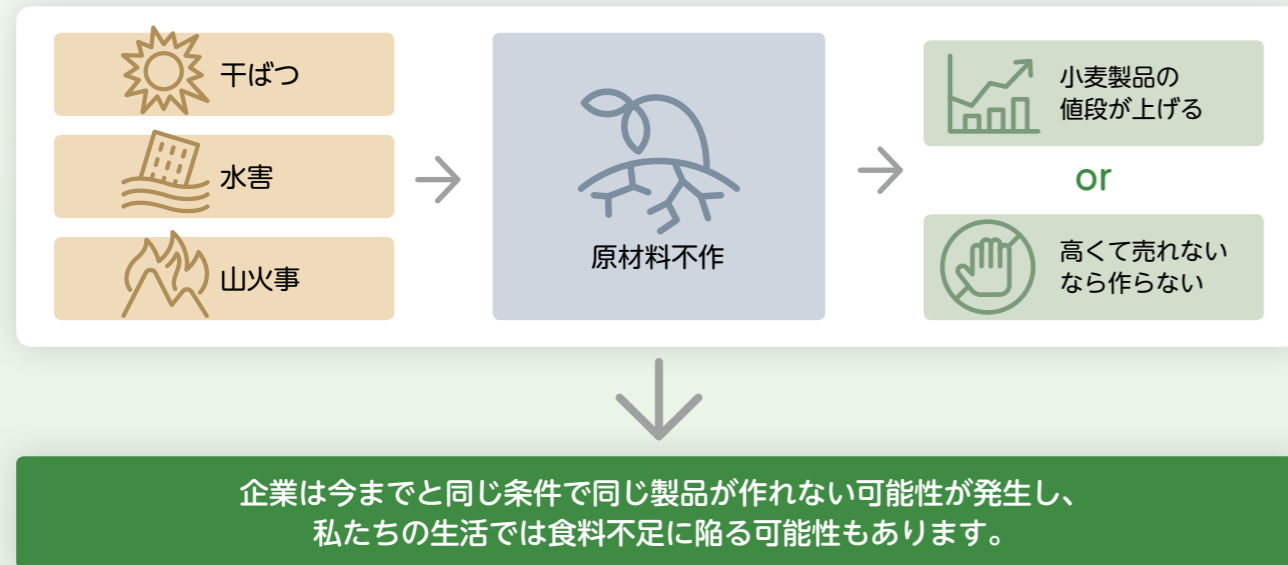 干ばつ
水害
山火事
原材料不作
小麦製品の
値段が上げる
or
高くて売れない
なら作らない
企業は今までと同じ条件で同じ製品が作れない可能性が発生し、
私たちの生活では食料不足に陥る可能性もあります。